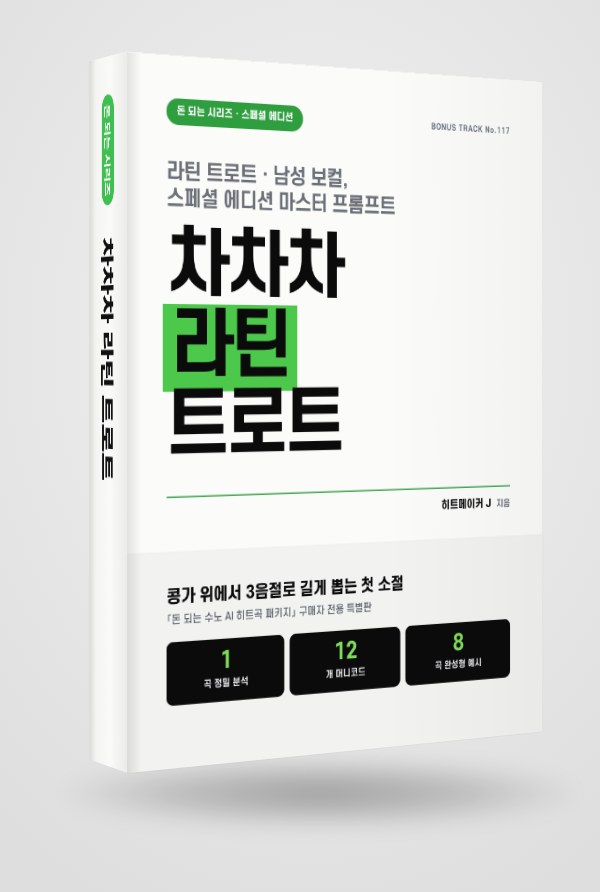 돈 되는 시리즈
차차차 라틴 트로트
돈 되는 시리즈 · 스페셜 에디션
BONUS TRACK No.117
라틴 트로트 · 남성 보컬,
스페셜 에디션 마스터 프롬프트
차차차
라틴
트로트
히트메이커 J 지음
콩가 위에서 3음절로 길게 뽑는 첫 소절
『돈 되는 수노 AI 히트곡 패키지』 구매자 전용 특별판
1
곡 정밀 분석
12
개 머니코드
8
곡 완성형 예시